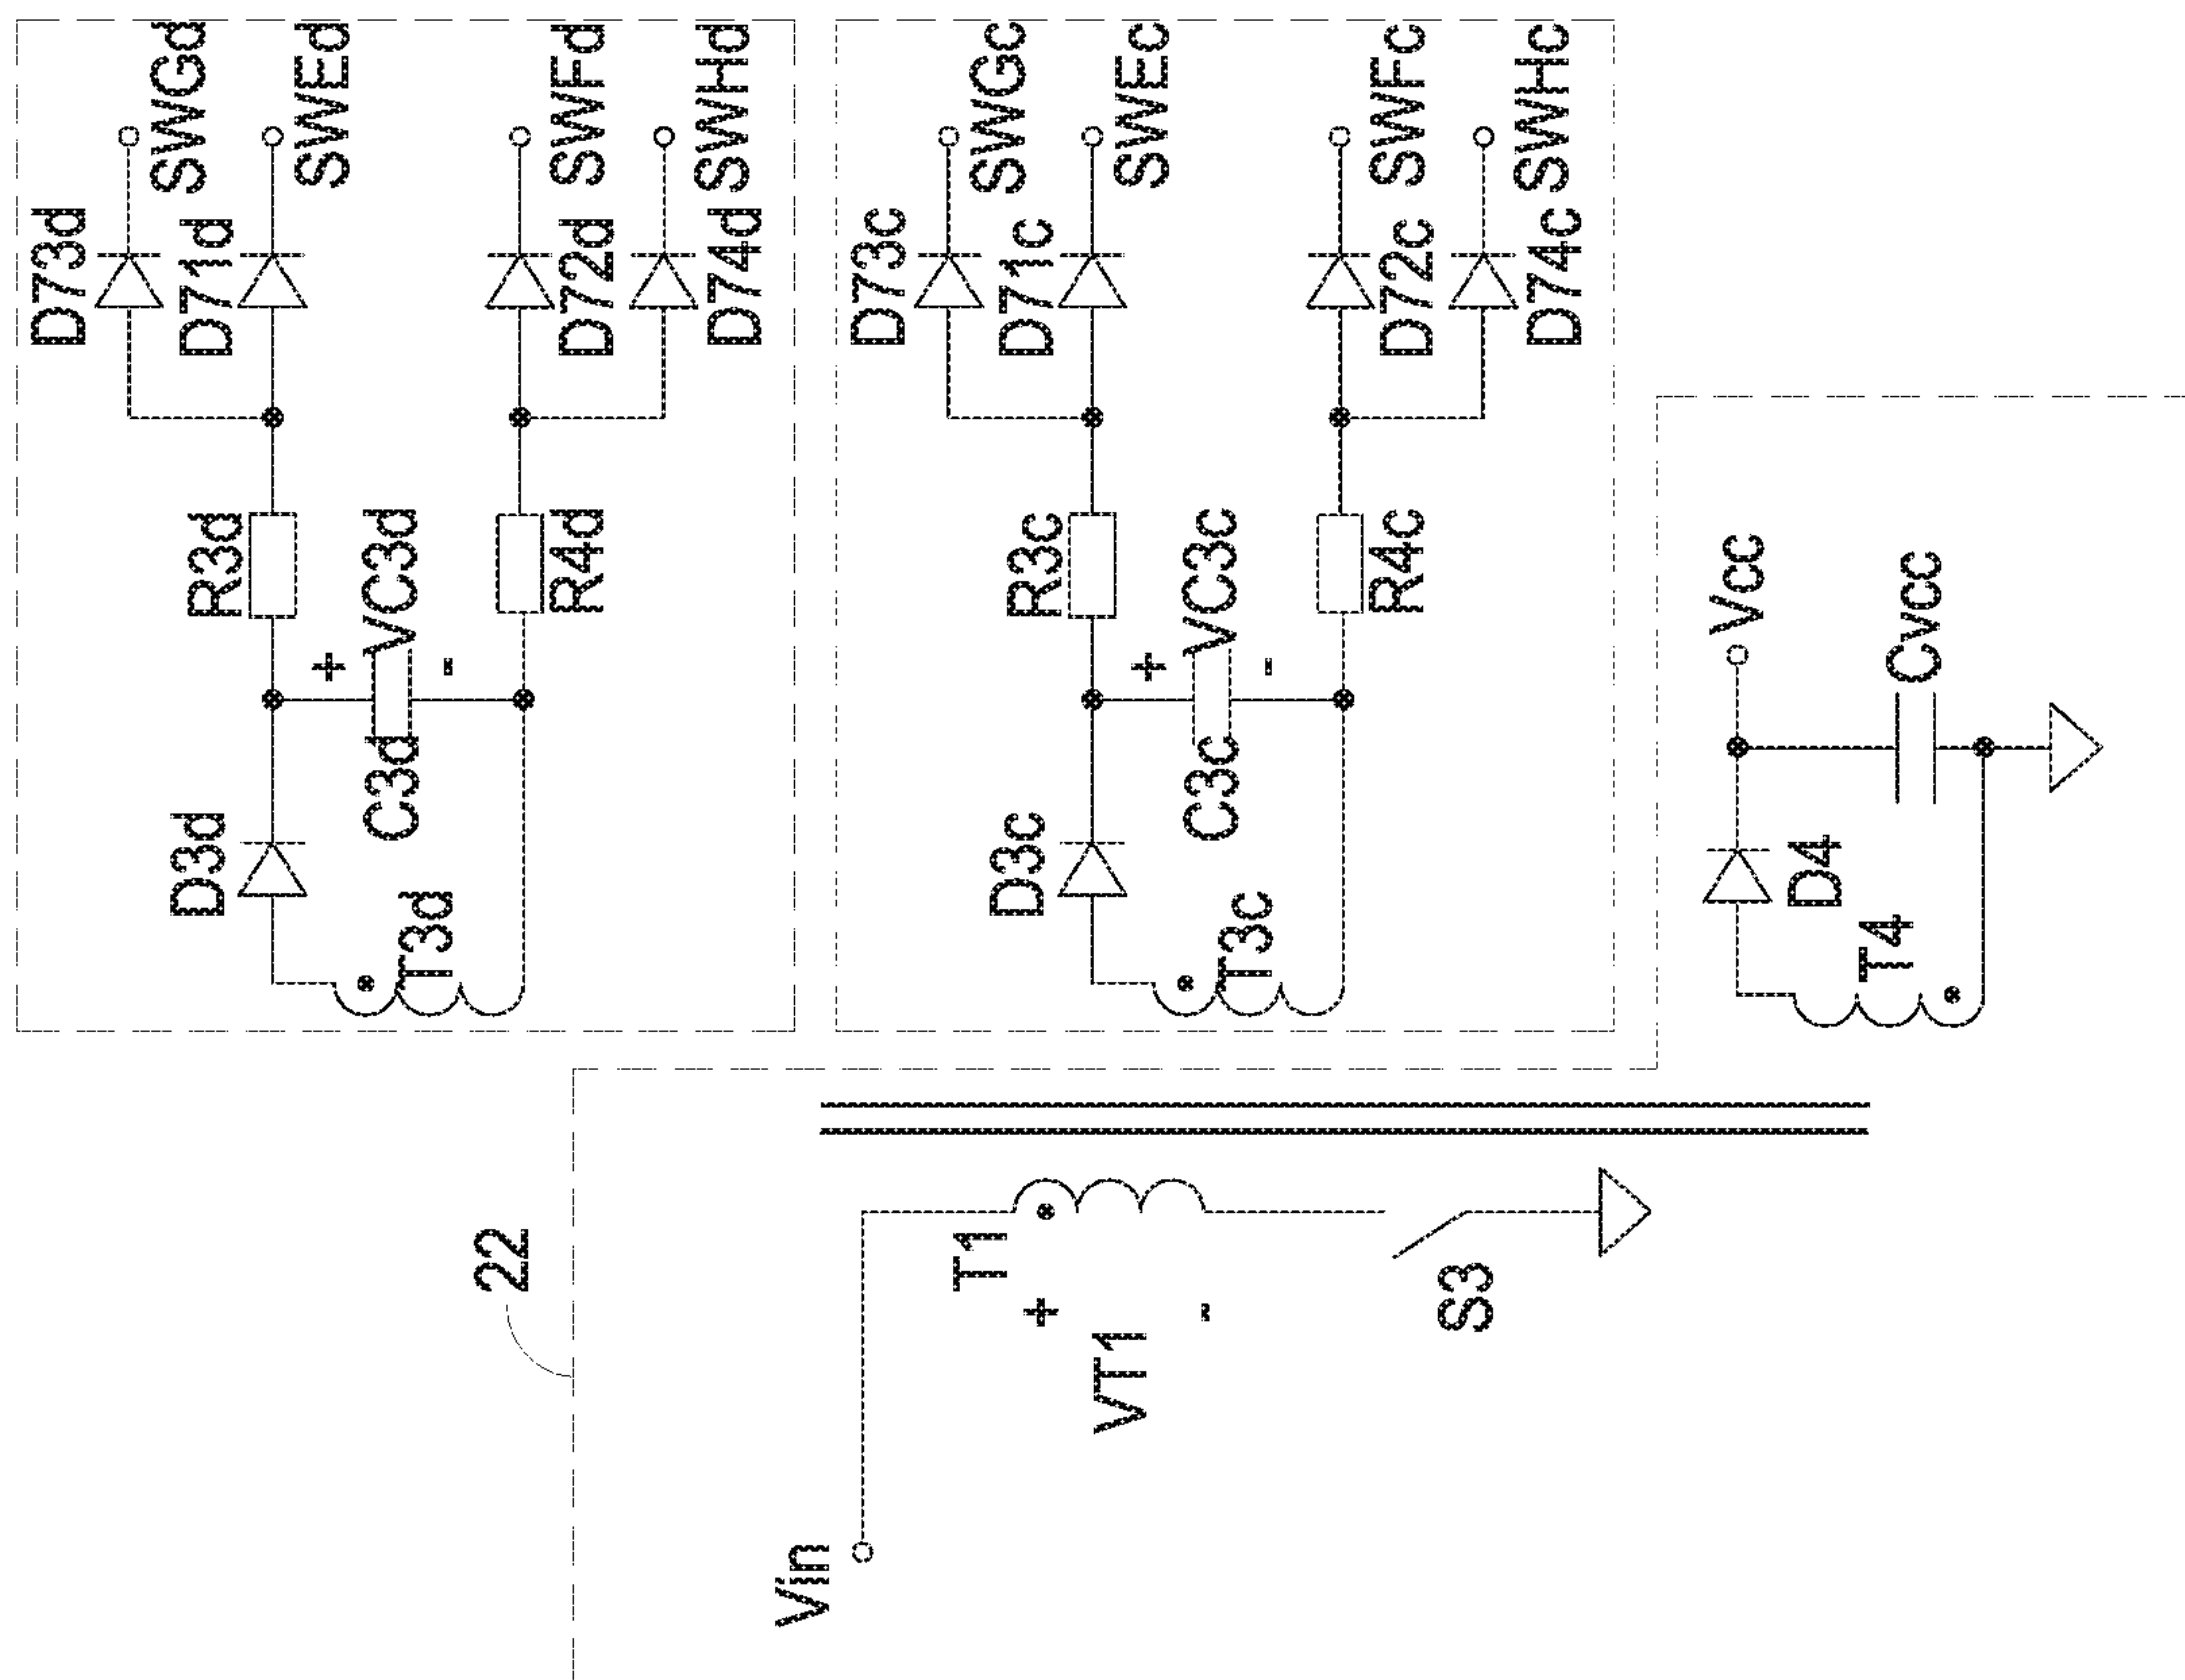 D73d
SWGd
D71d
SWEd
R3d
D3d
+
C3d
VC3d
-
T3d
R4d
D72d
SWFd
D74d
SWHd
D73c
SWGc
D71c
SWEc
R3c
D3c
+
C3c
VC3c
-
T3c
R4c
D72c
SWFc
D74c
SWHc
Vcc
D4
Cvcc
T4
22
Vin
T1
+
VT1
-
S3